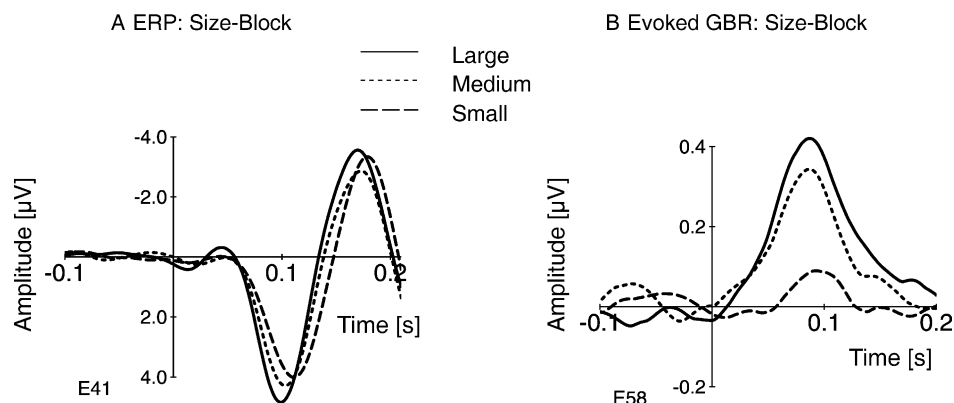 A ERP: Size-Block
B Evoked GBR: Size-Block
Large
Medium
Small
Amplitude [µV]
-4.0
-2.0
-0.1
0.1
0.2
2.0
4.0
Time [s]
E41
Amplitude [µV]
0.4
0.2
-0.1
0.1
0.2
-0.2
Time [s]
E58